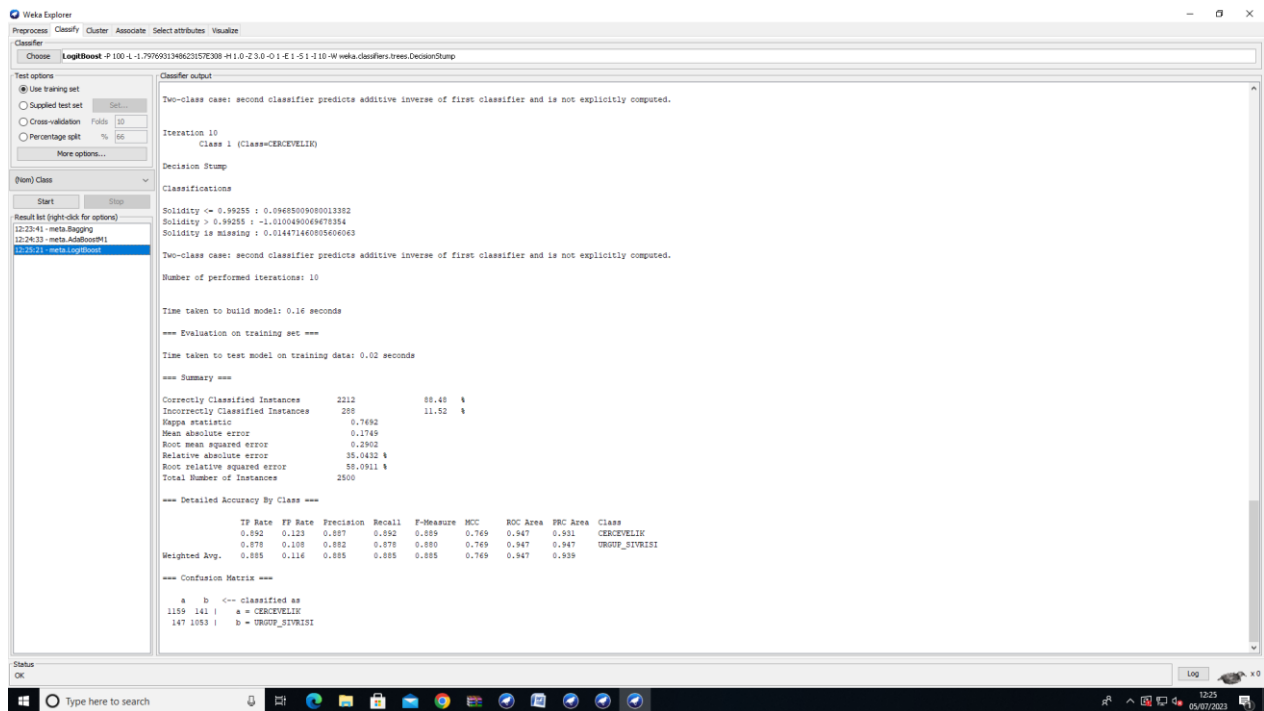 Weka Explorer
Preprocess Classify Cluster Associate Select attributes Visualize
Classifier
Choose LogitBoost -P 100 -L -1.7976931348623157E308 -H 1.0 -Z 3.0 -O 1 -E 1 -S 1 -I 10 -W weka.classifiers.trees.DecisionStump
Test options
Use training set
Supplied test set Set...
Cross-validation Folds 10
Percentage split % 66
More options...
(Nom) Class
Start Stop
Result list (right-click for options)
12:23:41 - meta.Bagging
12:24:33 - meta.AdaBoostM1
12:25:21 - meta.LogitBoost
Classifier output
Two-class case: second classifier predicts additive inverse of first classifier and is not explicitly computed.
Iteration 10
Class 1 (Class=CERCEVELIK)
Decision Stump
Classifications
Solidity <= 0.99255 : 0.09685009080013382
Solidity > 0.99255 : -1.0100490069678354
Solidity is missing : 0.014471460805606063
Two-class case: second classifier predicts additive inverse of first classifier and is not explicitly computed.
Number of performed iterations: 10
Time taken to build model: 0.16 seconds
=== Evaluation on training set ===
Time taken to test model on training data: 0.02 seconds
=== Summary ===
Correctly Classified Instances 2212 88.48 %
Incorrectly Classified Instances 288 11.52 %
Kappa statistic 0.7692
Mean absolute error 0.1749
Root mean squared error 0.2902
Relative absolute error 35.0432 %
Root relative squared error 58.0911 %
Total Number of Instances 2500
=== Detailed Accuracy By Class ===
TP Rate FP Rate Precision Recall F-Measure MCC ROC Area PRC Area Class
0.892 0.123 0.887 0.892 0.889 0.769 0.947 0.931 CERCEVELIK
0.878 0.108 0.882 0.878 0.880 0.769 0.947 0.947 URGUP_SIVRISI
Weighted Avg. 0.885 0.116 0.885 0.885 0.885 0.769 0.947 0.939
=== Confusion Matrix ===
a b <-- classified as
1159 141 | a = CERCEVELIK
147 1053 | b = URGUP_SIVRISI
Status
OK
Log x 0
Type here to search
12:25
05/07/2023